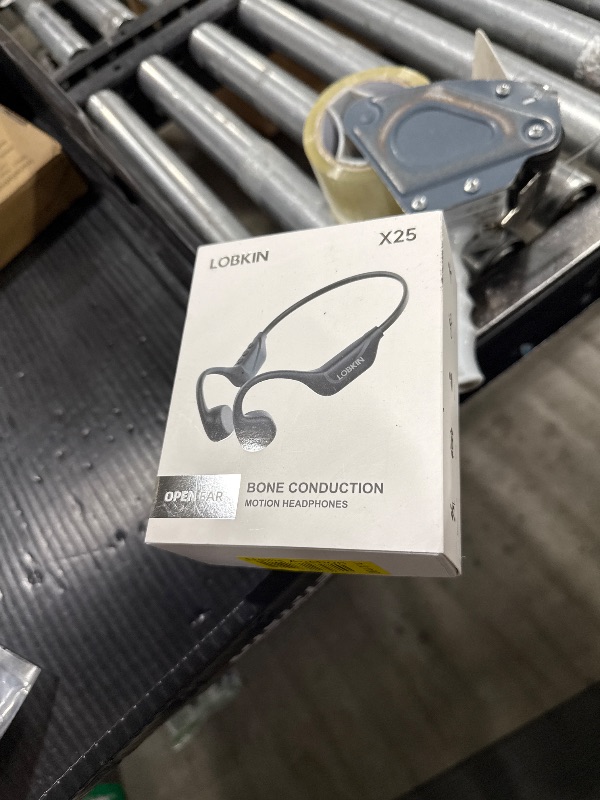 LOBKIN
X25
LOBKIN
OPEN EAR
BONE CONDUCTION
MOTION HEADPHONES